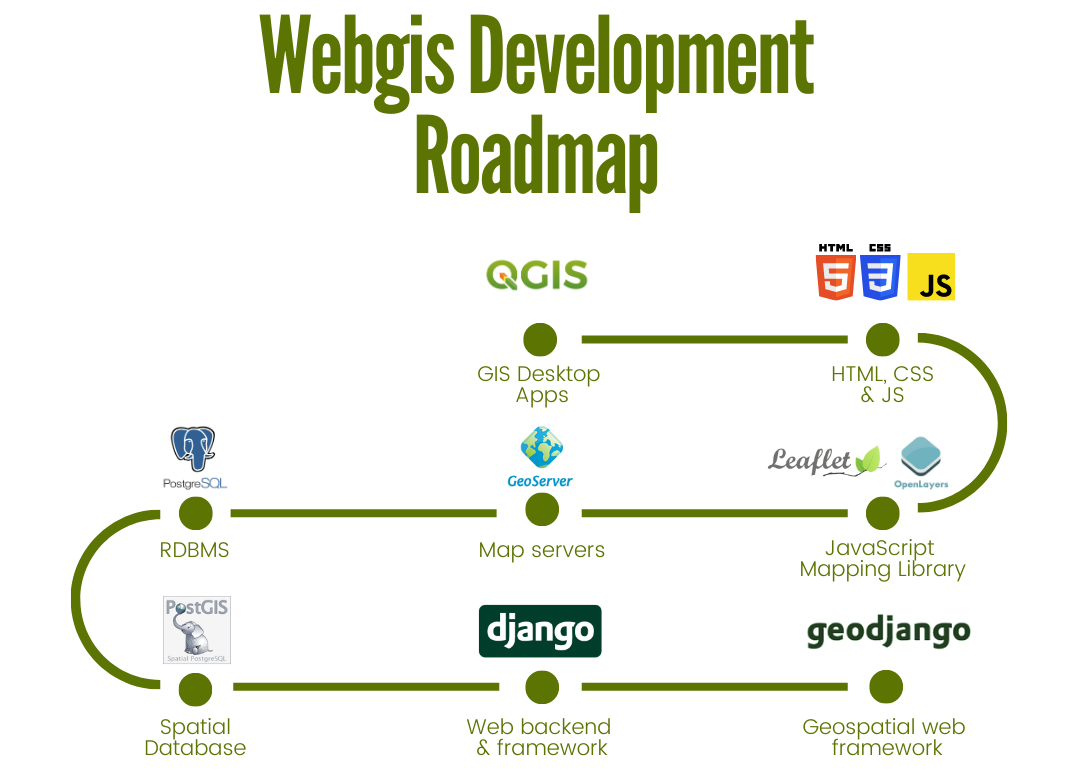 Webgis Development
Roadmap
QGIS
HTML CSS
5 3 JS
GIS Desktop
Apps
HTML, CSS
& JS
Leaflet
OpenLayers
GeoServer
PostgreSQL
JavaScript
Mapping Library
Map servers
RDBMS
PostGIS
Spatial PostgreSQL
django
geodjango
Spatial
Database
Web backend
& framework
Geospatial web
framework